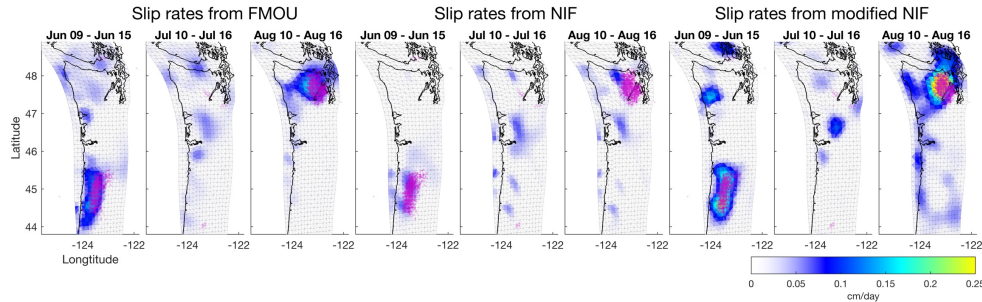 Slip rates from FMOU
Slip rates from NIF
Slip rates from modified NIF
Jun 09 - Jun 15
Jul 10 - Jul 16
Aug 10 - Aug 16
Jun 09 - Jun 15
Jul 10 - Jul 16
Aug 10 - Aug 16
Jun 09 - Jun 15
Jul 10 - Jul 16
Aug 10 - Aug 16
Latitude
48
47
46
45
44
-124 -122 -124 -122 -124 -122 -124 -122 -124 -122 -124 -122 -124 -122 -124 -122 -124 -122
Longtitude
0 0.05 0.1 0.15 0.2 0.25
cm/day